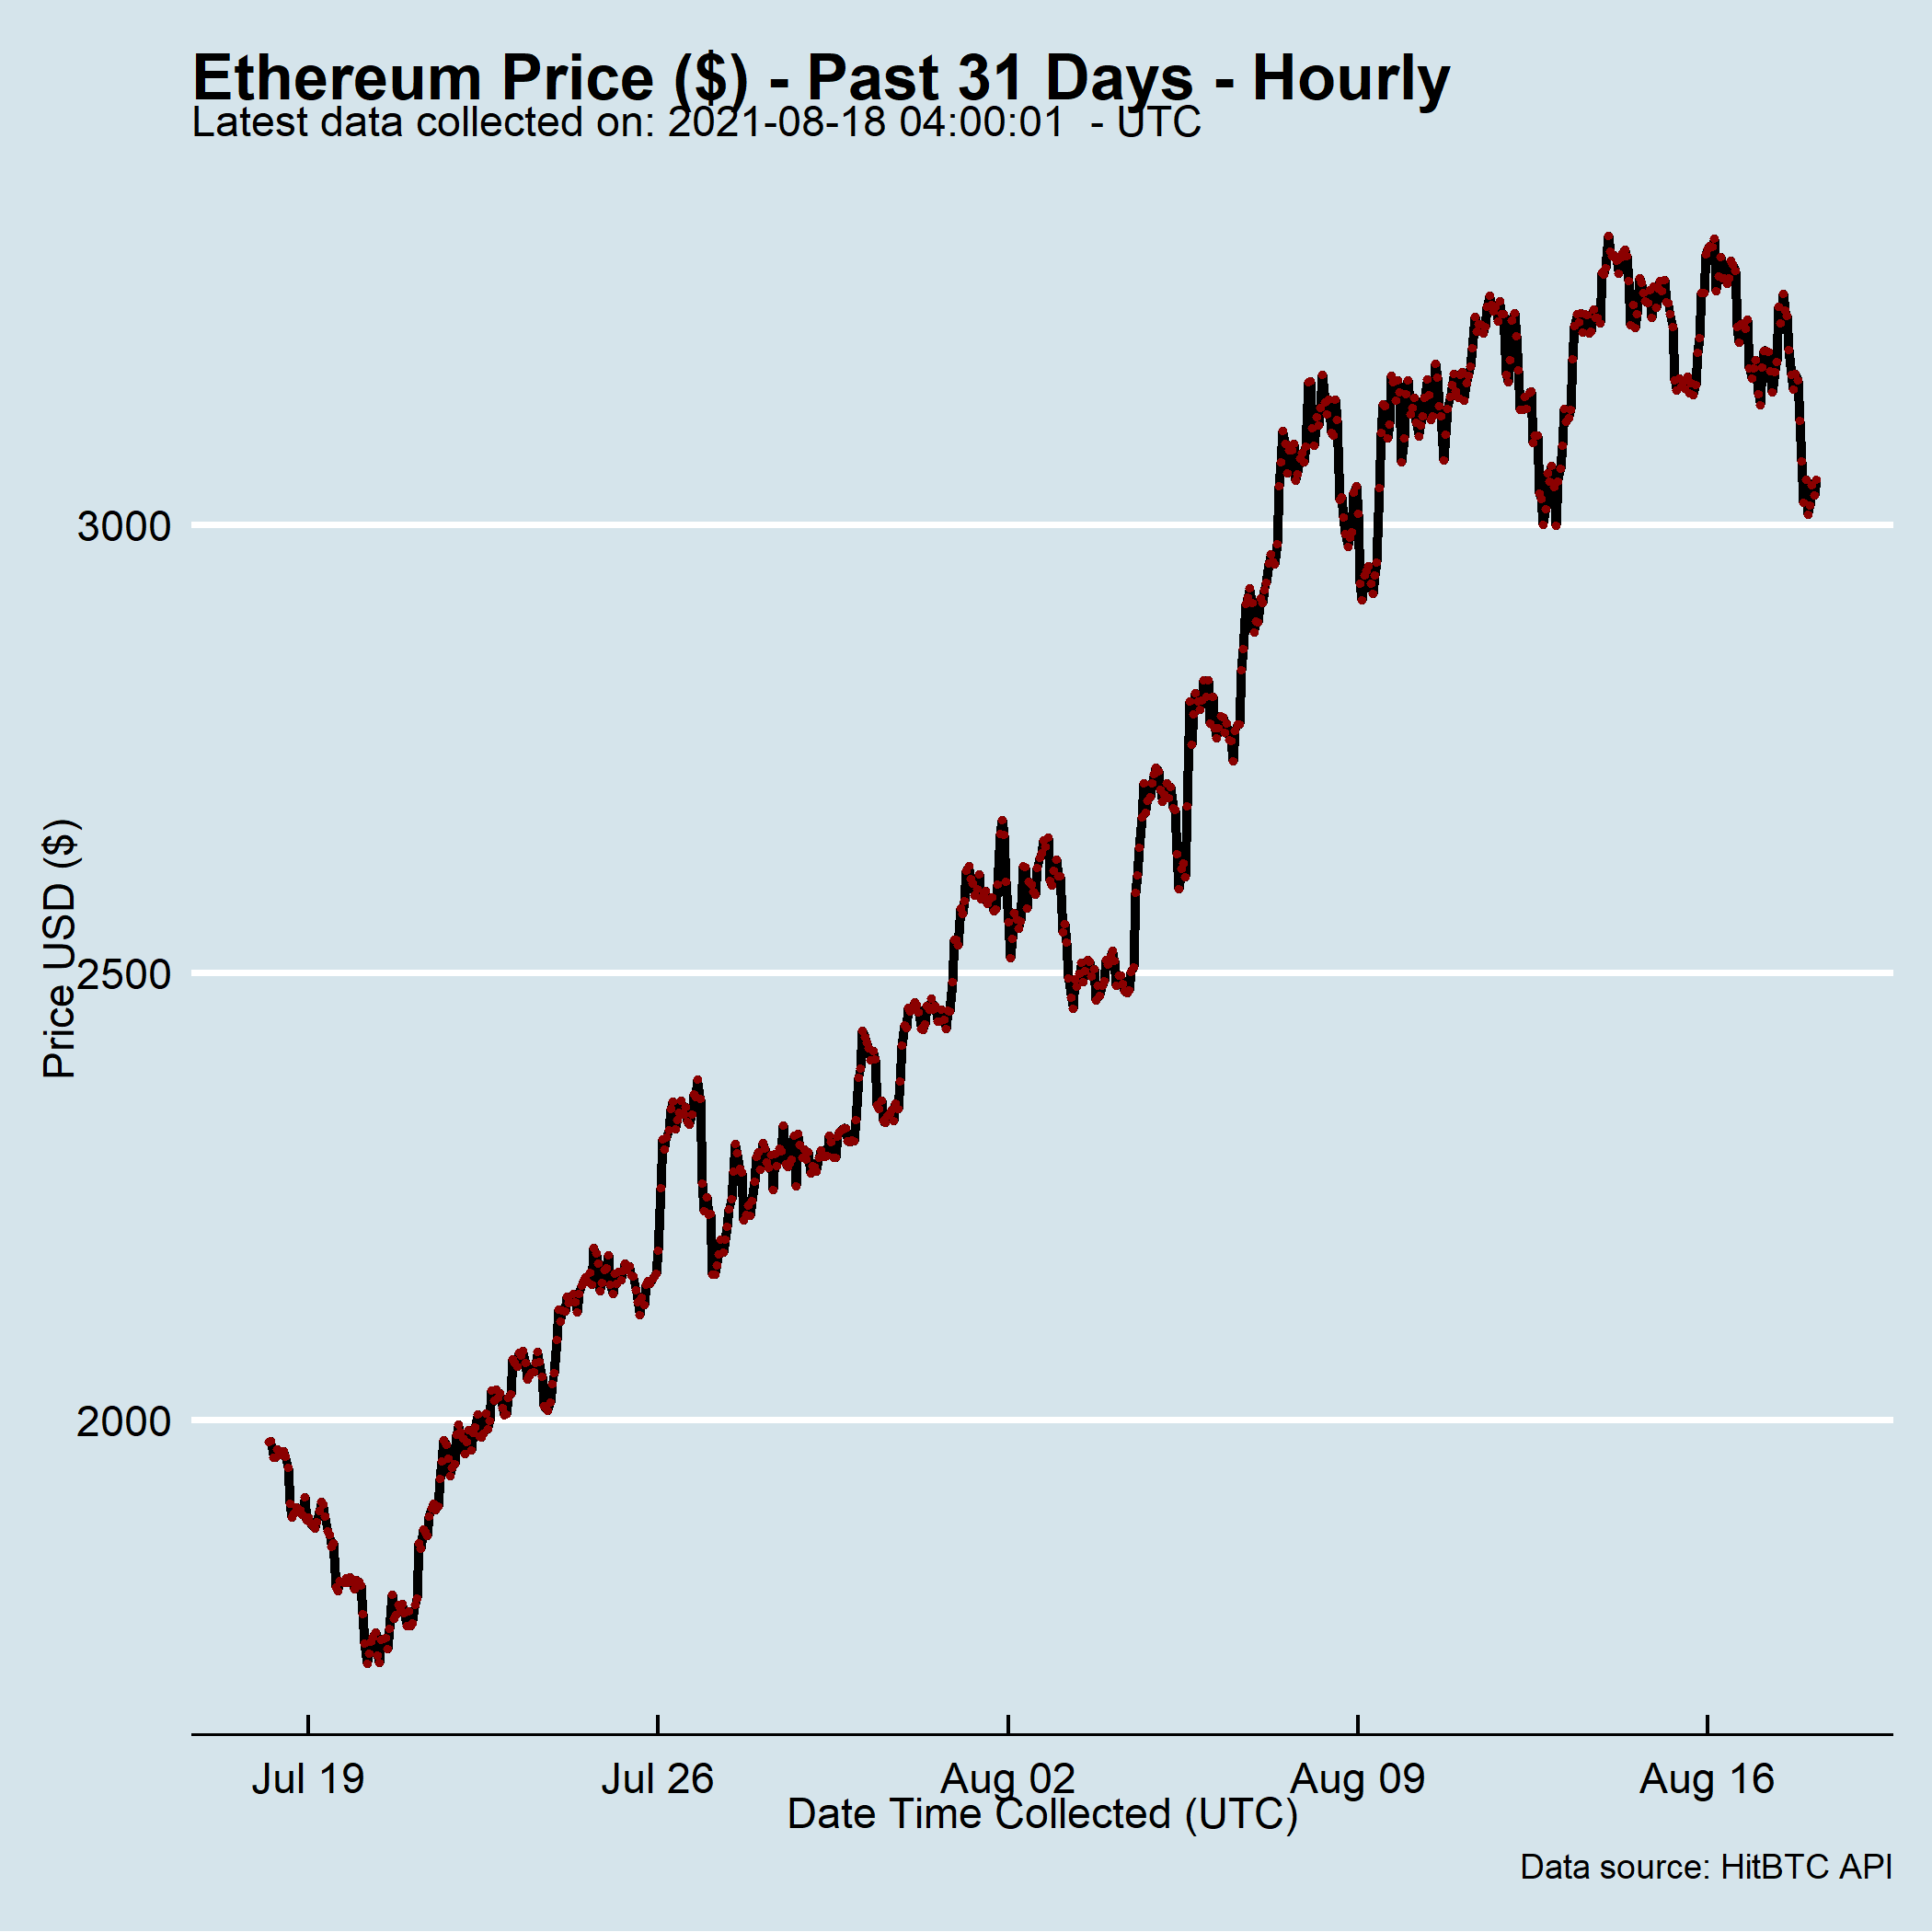 Ethereum Price ($) - Past 31 Days - Hourly
Latest data collected on: 2021-08-18 04:00:01  - UTC
3000
2500
2000
Price USD ($)
Jul 19
Jul 26
Aug 02
Aug 09
Aug 16
Date Time Collected (UTC)
Data source: HitBTC API